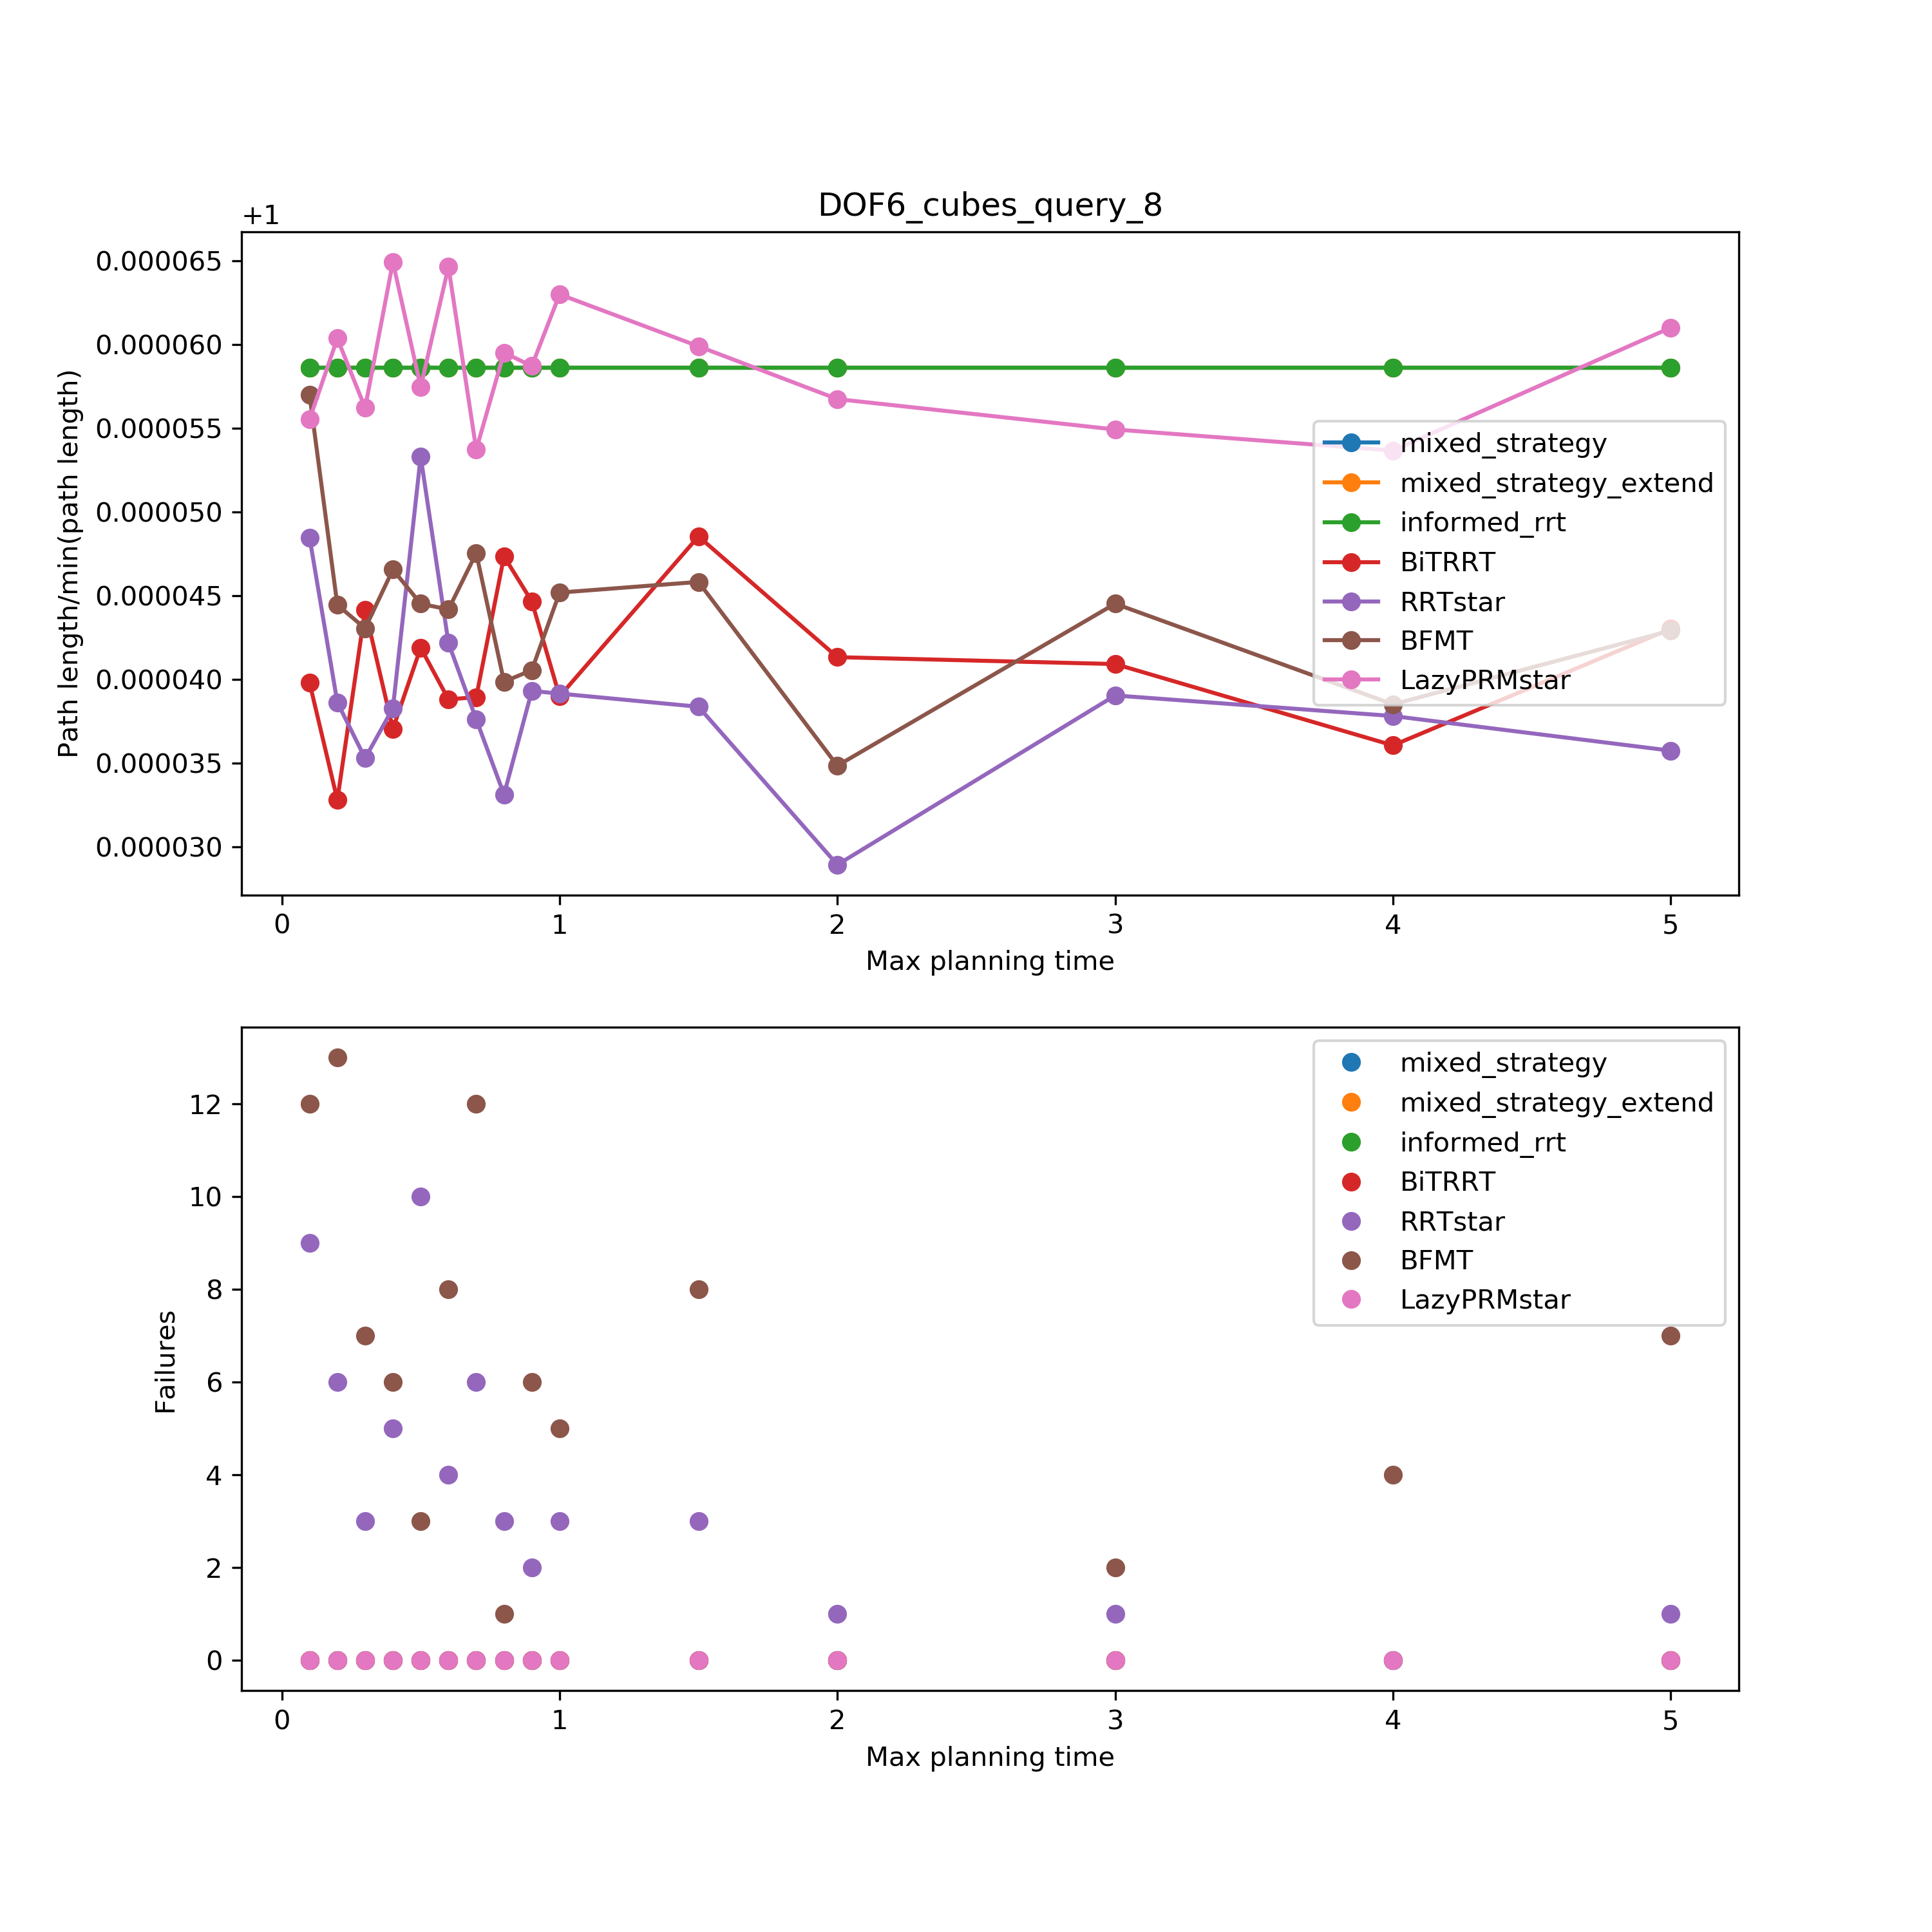 DOF6_cubes_query_8
+1
0.000065
0.000060
0.000055
0.000050
0.000045
0.000040
0.000035
0.000030
Path length/min(path length)
mixed_strategy
mixed_strategy_extend
informed_rrt
BiTRRT
RRTstar
BFMT
LazyPRMstar
0 1 2 3 4 5
Max planning time
12
10
8
6
4
2
0
Failures
mixed_strategy
mixed_strategy_extend
informed_rrt
BiTRRT
RRTstar
BFMT
LazyPRMstar
0 1 2 3 4 5
Max planning time